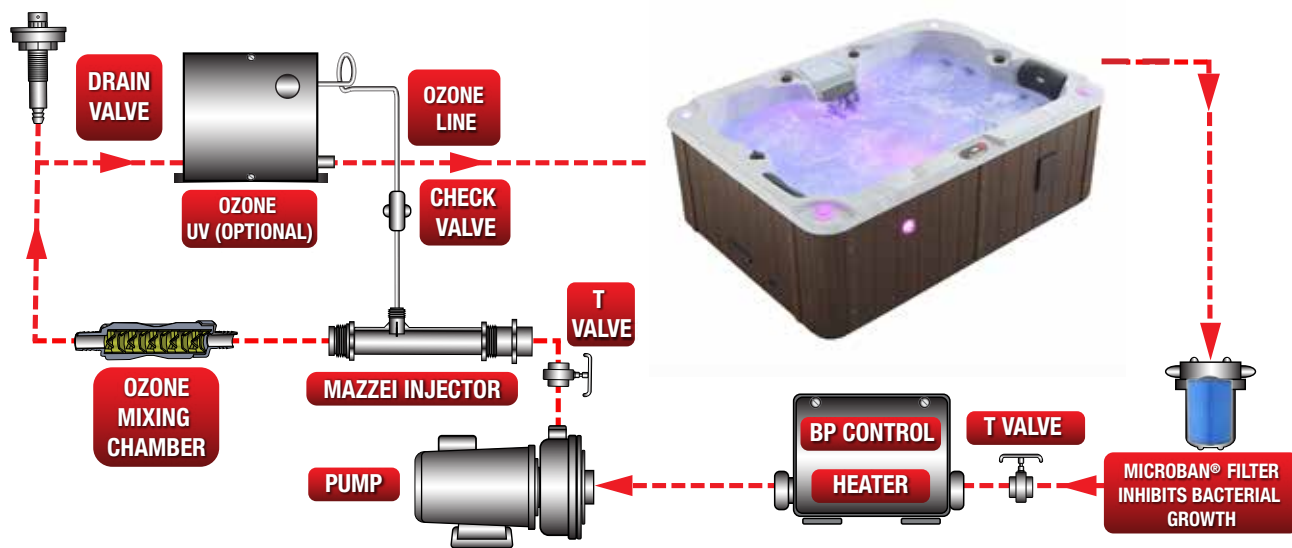 DRAIN
VALVE
OZONE
LINE
OZONE
UV (OPTIONAL)
CHECK
VALVE
T
VALVE
OZONE
MIXING
CHAMBER
MAZZEI INJECTOR
PUMP
BP CONTROL
HEATER
T VALVE
MICROBAN® FILTER
INHIBITS BACTERIAL
GROWTH